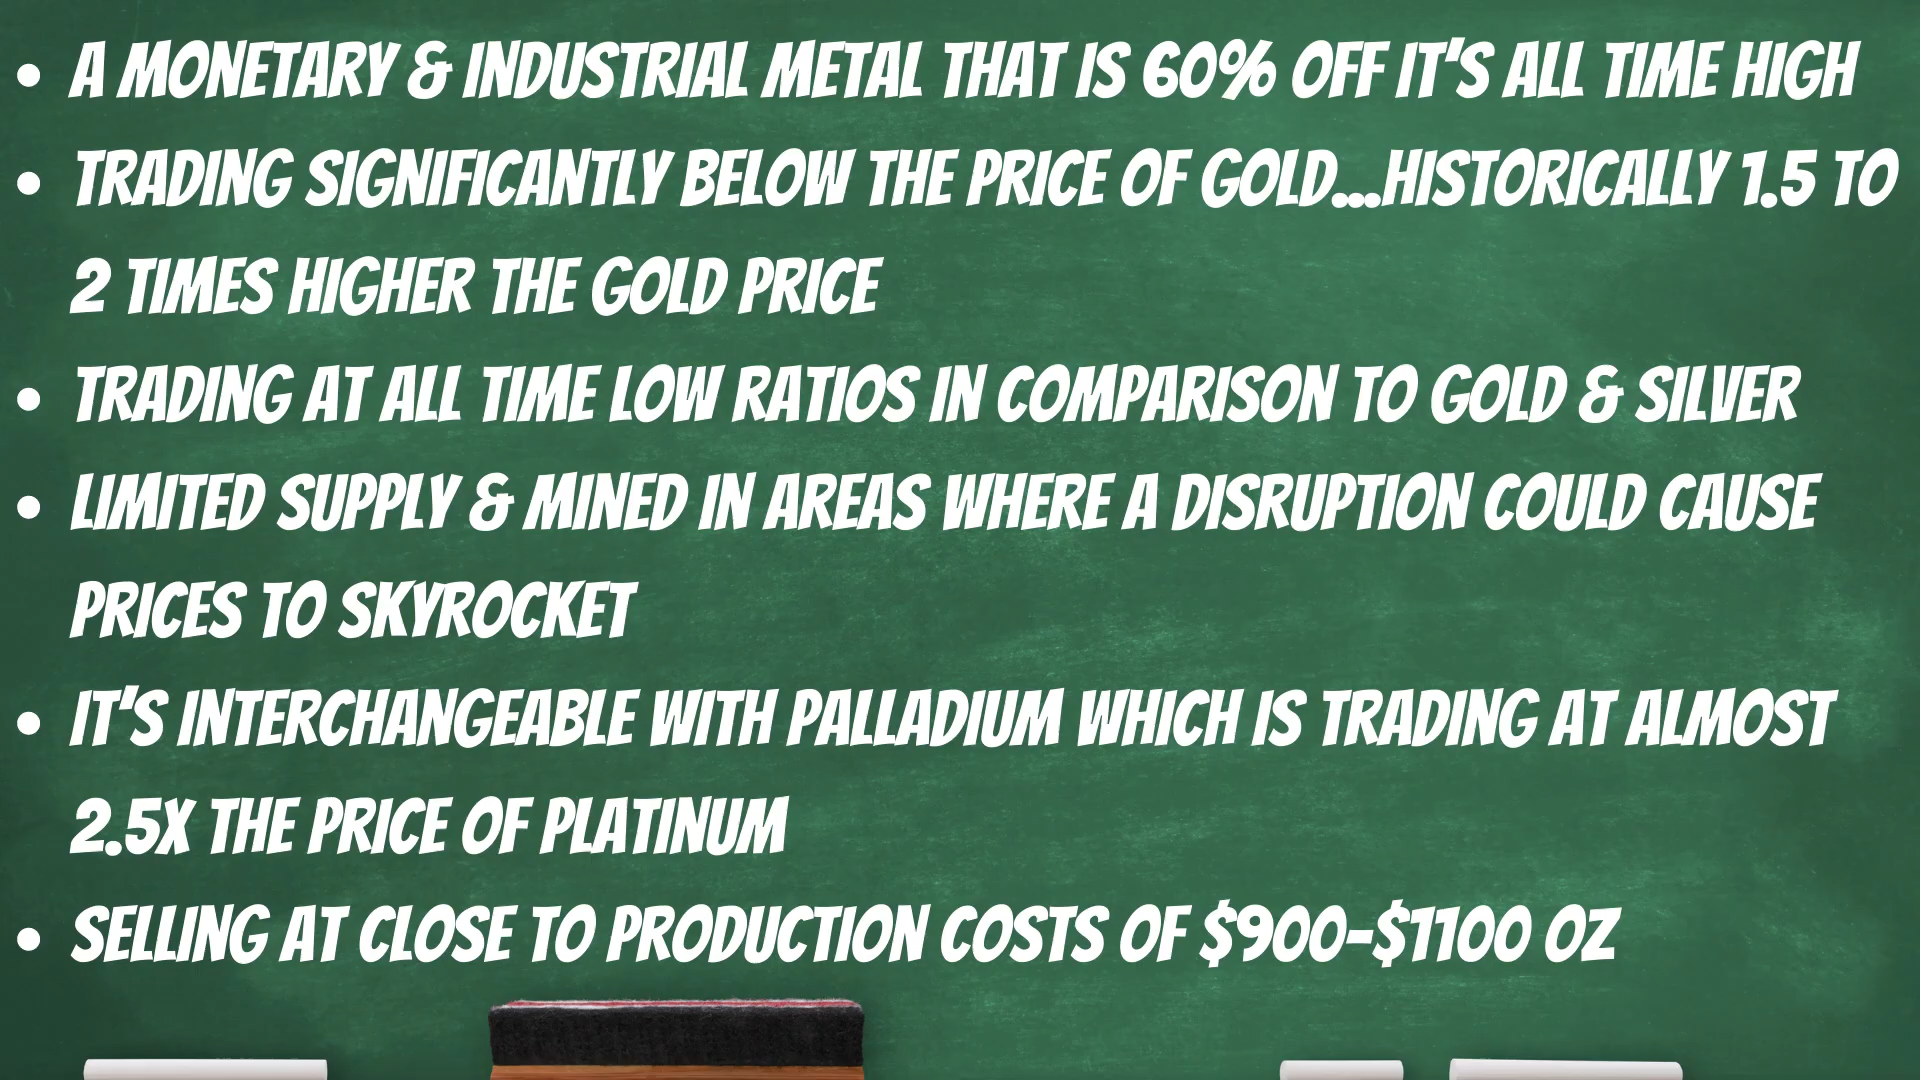 • A MONETARY & INDUSTRIAL METAL THAT IS 60% OFF IT'S ALL TIME HIGH
• TRADING SIGNIFICANTLY BELOW THE PRICE OF GOLD...HISTORICALLY 1.5 TO
2 TIMES HIGHER THE GOLD PRICE
• TRADING AT ALL TIME LOW RATIOS IN COMPARISON TO GOLD & SILVER
• LIMITED SUPPLY & MINED IN AREAS WHERE A DISRUPTION COULD CAUSE
PRICES TO SKYROCKET
• IT'S INTERCHANGEABLE WITH PALLADIUM WHICH IS TRADING AT ALMOST
2.5X THE PRICE OF PLATINUM
• SELLING AT CLOSE TO PRODUCTION COSTS OF $900-$1100 OZ